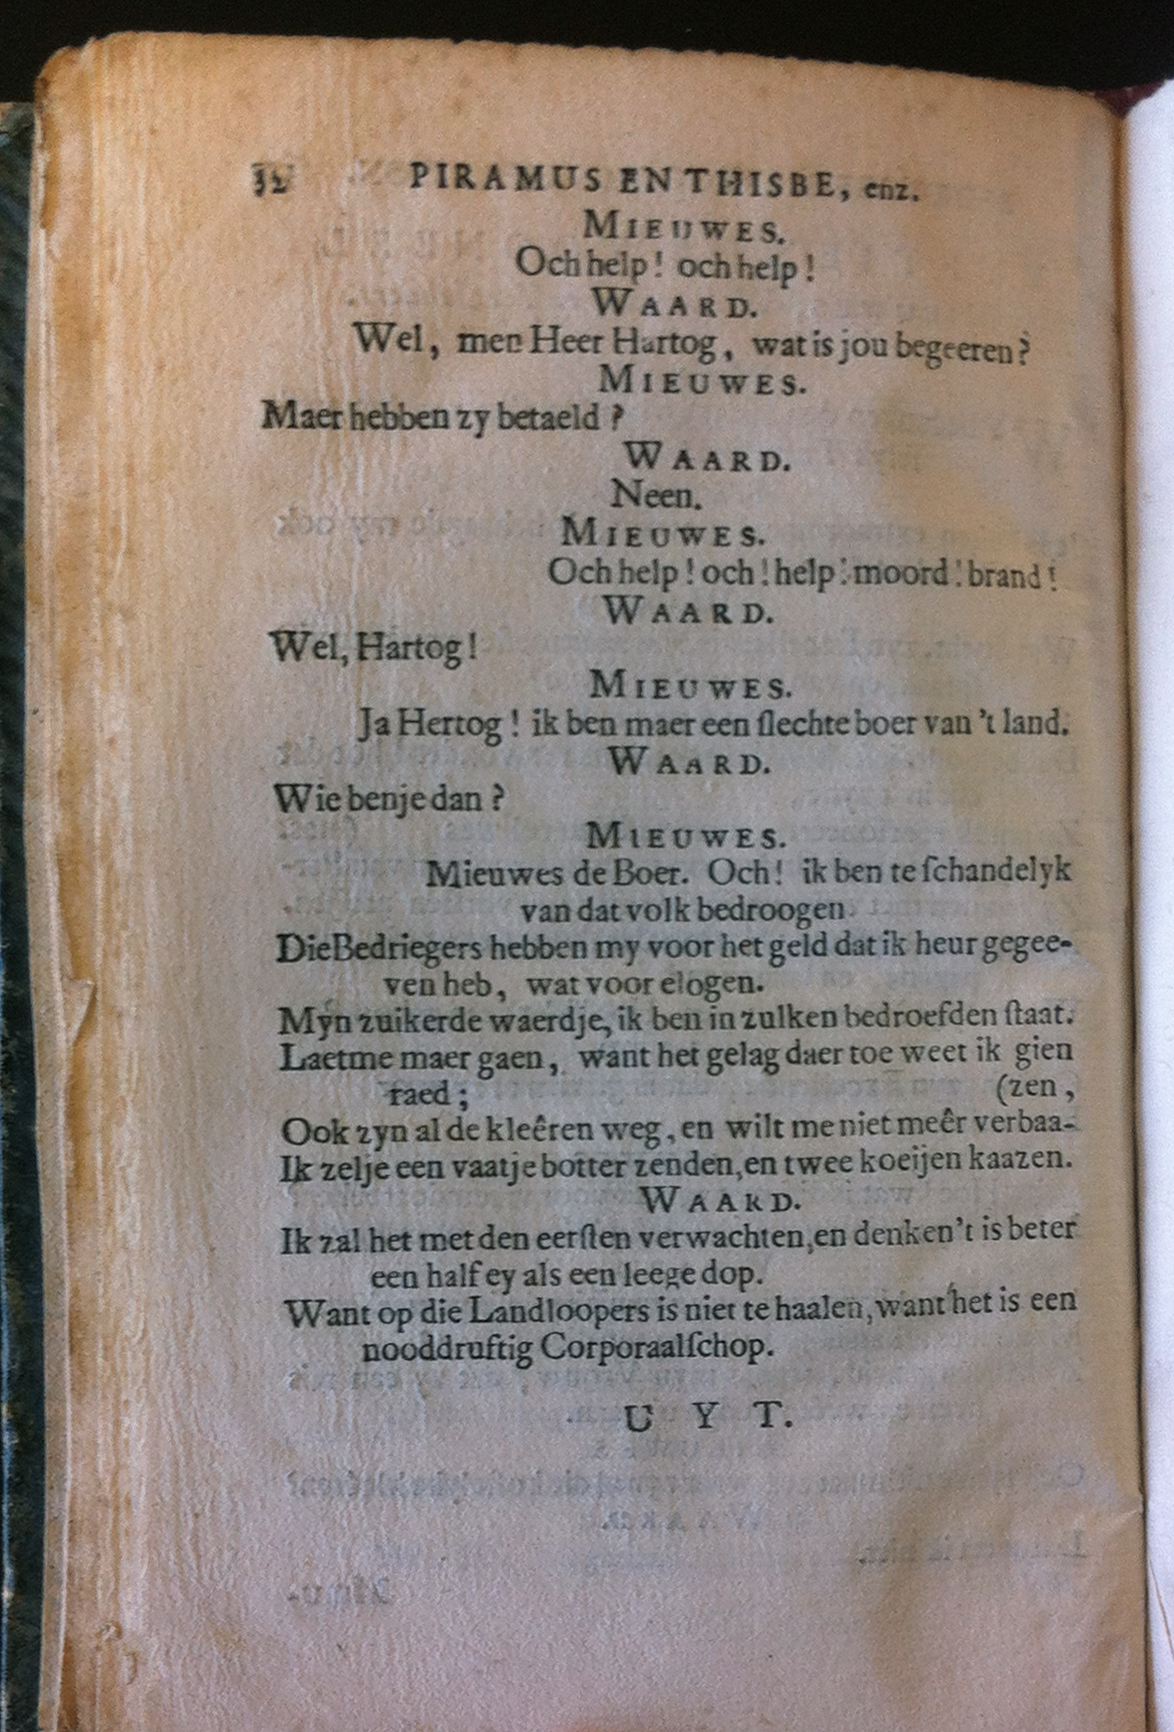 32 PIRAMUS EN THISBE, enz.
MIEUWES.
Och help! och help!
WAARD.
Wel, men Heer Hartog, wat is jou begeeren?
MIEUWES.
Maer hebben zy betaeld?
WAARD.
Neen.
MIEUWES.
Och help! och! help! moord! brand!
WAARD.
Wel, Hartog!
MIEUWES.
Ja Hertog! ik ben maer een ſlechte boer van 't land.
WAARD.
Wie benje dan?
MIEUWES.
Mieuwes de Boer. Och! ik ben te ſchandelyk
van dat volk bedroogen
Die Bedriegers hebben my voor het geld dat ik heur gegee-
ven heb, wat voor elogen.
Myn zuikerde waerdje, ik ben in zulken bedroefden ſtaat.
Laetme maer gaen, want het gelag daer toe weet ik gien
raed; (zen,
Ook zyn al de kleêren weg, en wilt me niet meêr verbaa-
Ik zelje een vaatje botter zenden, en twee koeijen kaazen.
WAARD.
Ik zal het met den eerſten verwachten, en denken 't is beter
een half ey als een leege dop.
Want op die Landloopers is niet te haalen, want het is een
nooddruftig Corporaalſchop.
UYT.